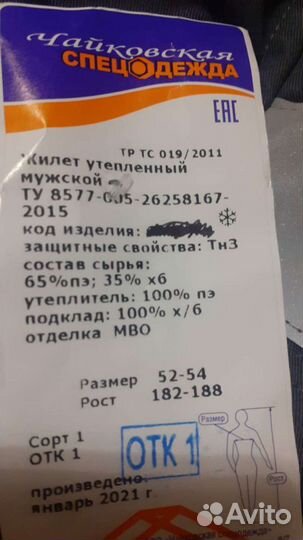 Чайковская
СПЕЦОДЕЖДА
EAC
ТР ТС 019/2011
Жилет утепленный
мужской
ТУ 8577-005-26258167-
2015
код изделия:
защитные свойства: Тн3
состав сырья:
65%пэ; 35% хб
утеплитель: 100% пэ
подклад: 100% х/б
отделка МВО
Размер 52-54
Рост 182-188
Размер
Рост
Сорт 1
ОТК 1
ОТК 1
произведено:
январь 2021 г.
Avito